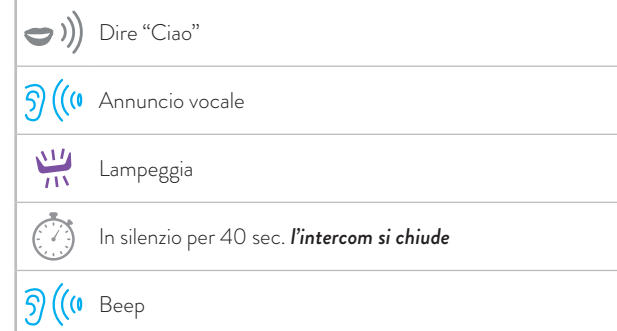 Dire “Ciao”
Annuncio vocale
Lampeggia
In silenzio per 40 sec. l’intercom si chiude
Beep